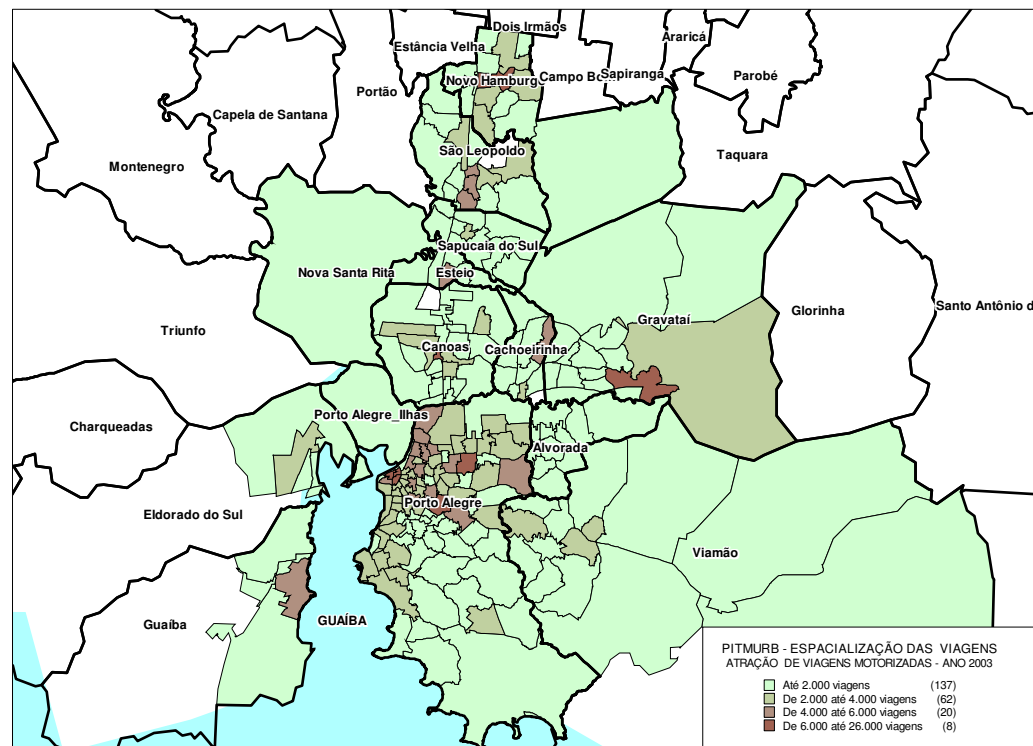 Dois Irmãos
Araricá
Estância Velha
Novo Hamburgo
Campo Bom
Sapiranga
Parobé
Portão
Capela de Santana
São Leopoldo
Taquara
Montenegro
Sapucaia do Sul
Nova Santa Rita
Esteio
Glorinha
Santo Antônio d
Gravataí
Triunfo
Canoas
Cachoeirinha
Porto Alegre_Ilhas
Charqueadas
Alvorada
Porto Alegre
Eldorado do Sul
Viamão
Guaíba
GUAÍBA
PITMURB - ESPACIALIZAÇÃO DAS VIAGENS
ATRAÇÃO DE VIAGENS MOTORIZADAS - ANO 2003
Até 2.000 viagens (137)
De 2.000 até 4.000 viagens (62)
De 4.000 até 6.000 viagens (20)
De 6.000 até 26.000 viagens (8)